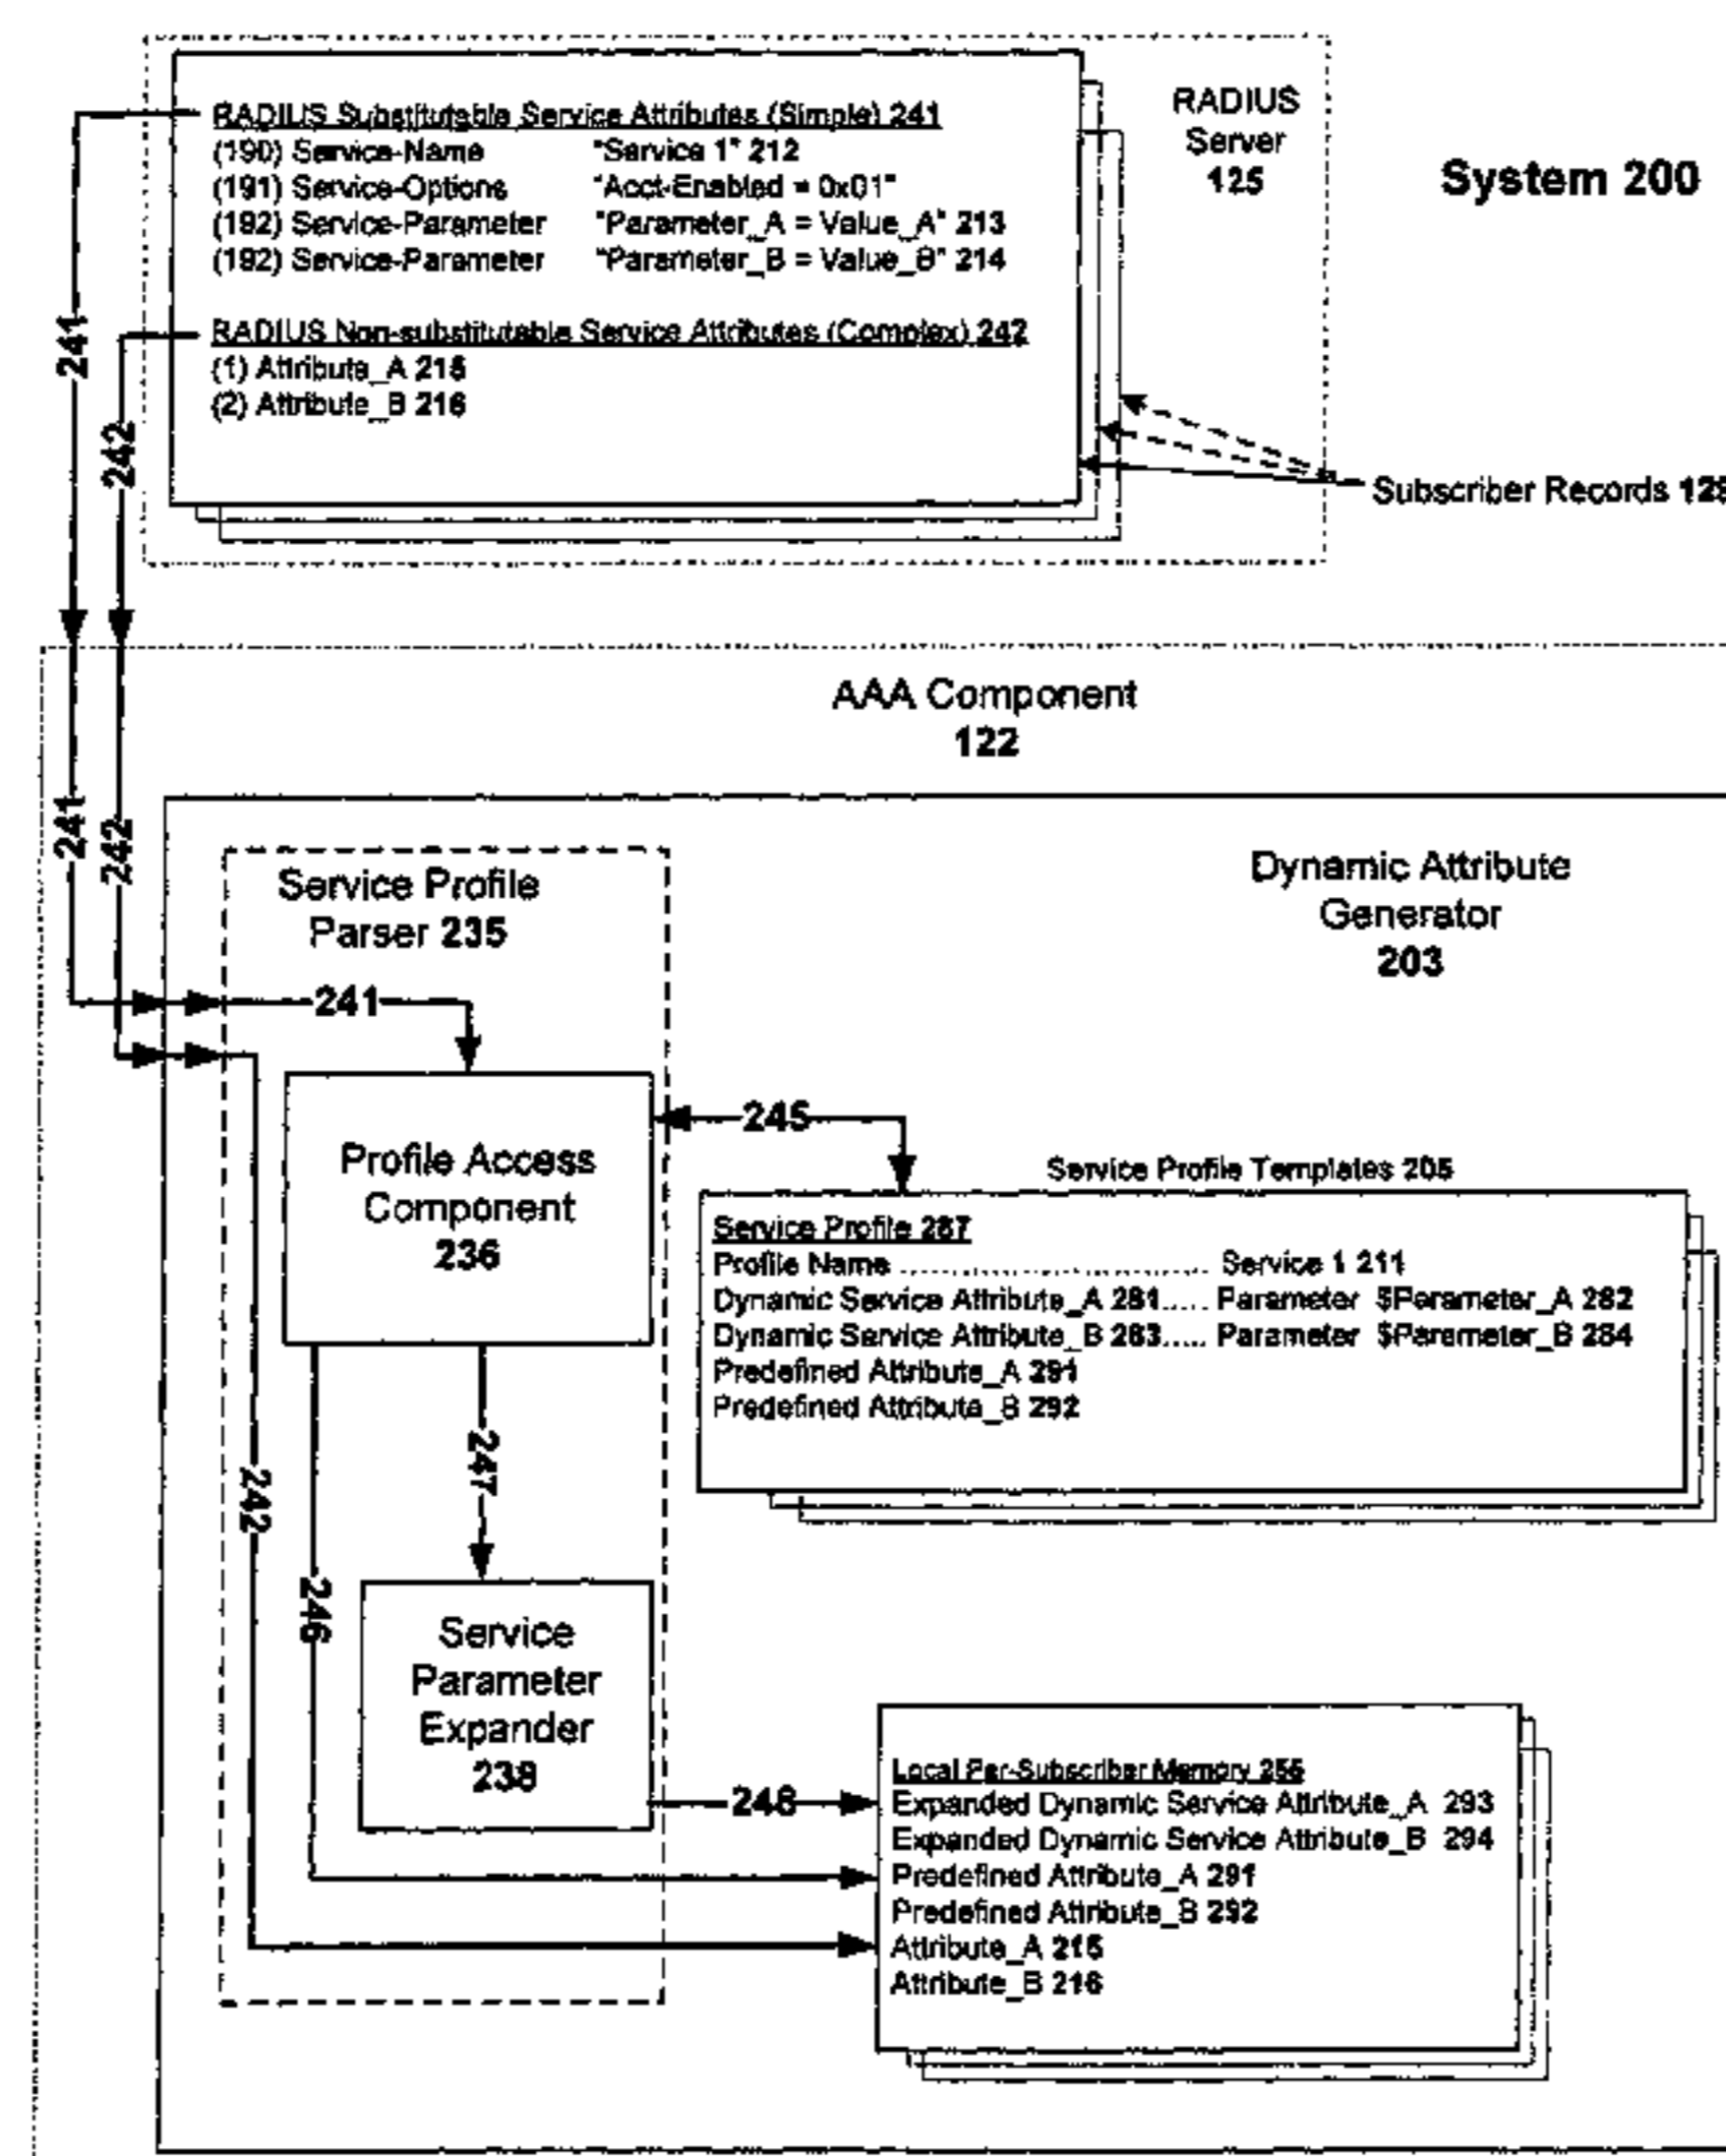 RADIUS Substitutable Service Attributes (Simple) 241
(190) Service-Name "Service 1" 212
(191) Service-Options "Acct-Enabled = 0x01"
(192) Service-Parameter "Parameter_A = Value_A" 213
(192) Service-Parameter "Parameter_B = Value_B" 214
RADIUS Non-substitutable Service Attributes (Complex) 242
(1) Attribute_A 215
(2) Attribute_B 216
RADIUS
Server
125
System 200
Subscriber Records
241
242
AAA Component
122
241
242
Dynamic Attribute
Generator
203
Service Profile
Parser 235
241
Profile Access
Component
236
245
Service Profile Templates 205
Service Profile 287
Profile Name ........................ Service 1 211
Dynamic Service Attribute_A 281..... Parameter $Parameter_A 282
Dynamic Service Attribute_B 283..... Parameter $Parameter_B 284
Predefined Attribute_A 291
Predefined Attribute_B 292
247
242
246
Service
Parameter
Expander
238
248
Local Per-Subscriber Memory 255
Expanded Dynamic Service Attribute_A 293
Expanded Dynamic Service Attribute_B 294
Predefined Attribute_A 291
Predefined Attribute_B 292
Attribute_A 215
Attribute_B 216